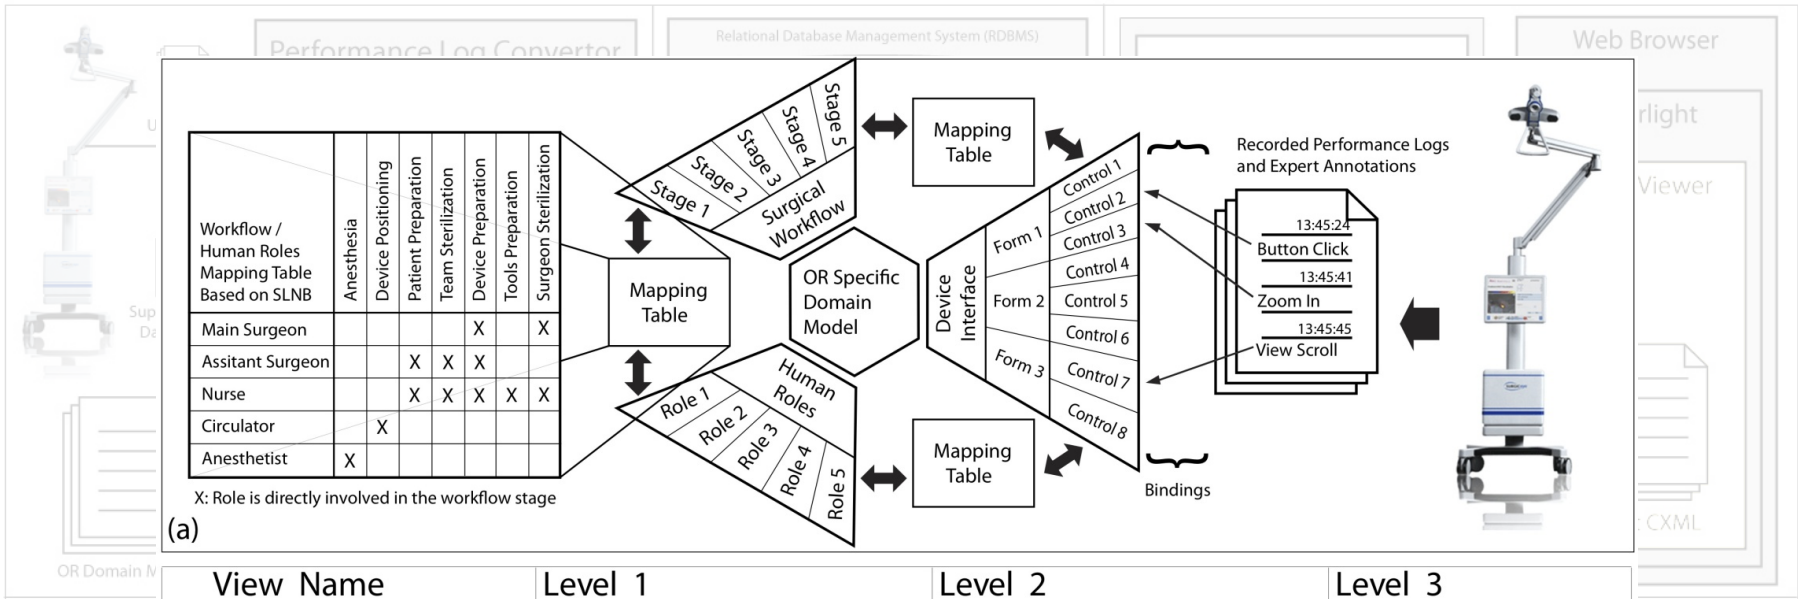 Performance Log Convertor
Relational Database Management System (RDBMS)
Web Browser
rlight
Viewer
: CXML
OR Domain M
U
Sup
Da
Workflow /
Human Roles
Mapping Table
Based on SLNB
Anesthesia
Device Positioning
Patient Preparation
Team Sterilization
Device Preparation
Tools Preparation
Surgeon Sterilization
Main Surgeon X X
Assitant Surgeon X X X
Nurse X X X X X
Circulator X
Anesthetist X
X: Role is directly involved in the workflow stage
(a)
Mapping
Table
Stage 1
Stage 2
Stage 3
Stage 4
Stage 5
Surgical
Workflow
OR Specific
Domain
Model
Human
Roles
Role 1
Role 2
Role 3
Role 4
Role 5
Mapping
Table
Mapping
Table
Device
Interface
Form 1
Form 2
Form 3
Control 1
Control 2
Control 3
Control 4
Control 5
Control 6
Control 7
Control 8
Bindings
Recorded Performance Logs
and Expert Annotations
13:45:24
Button Click
13:45:41
Zoom In
13:45:45
View Scroll
View Name Level 1 Level 2 Level 3